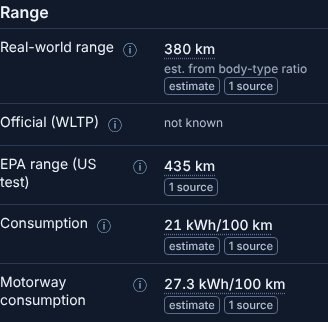 Range
Real-world range ⓘ 380 km
est. from body-type ratio
estimate 1 source
Official (WLTP) ⓘ not known
EPA range (US test) ⓘ 435 km
1 source
Consumption ⓘ 21 kWh/100 km
estimate 1 source
Motorway consumption ⓘ 27.3 kWh/100 km
estimate 1 source